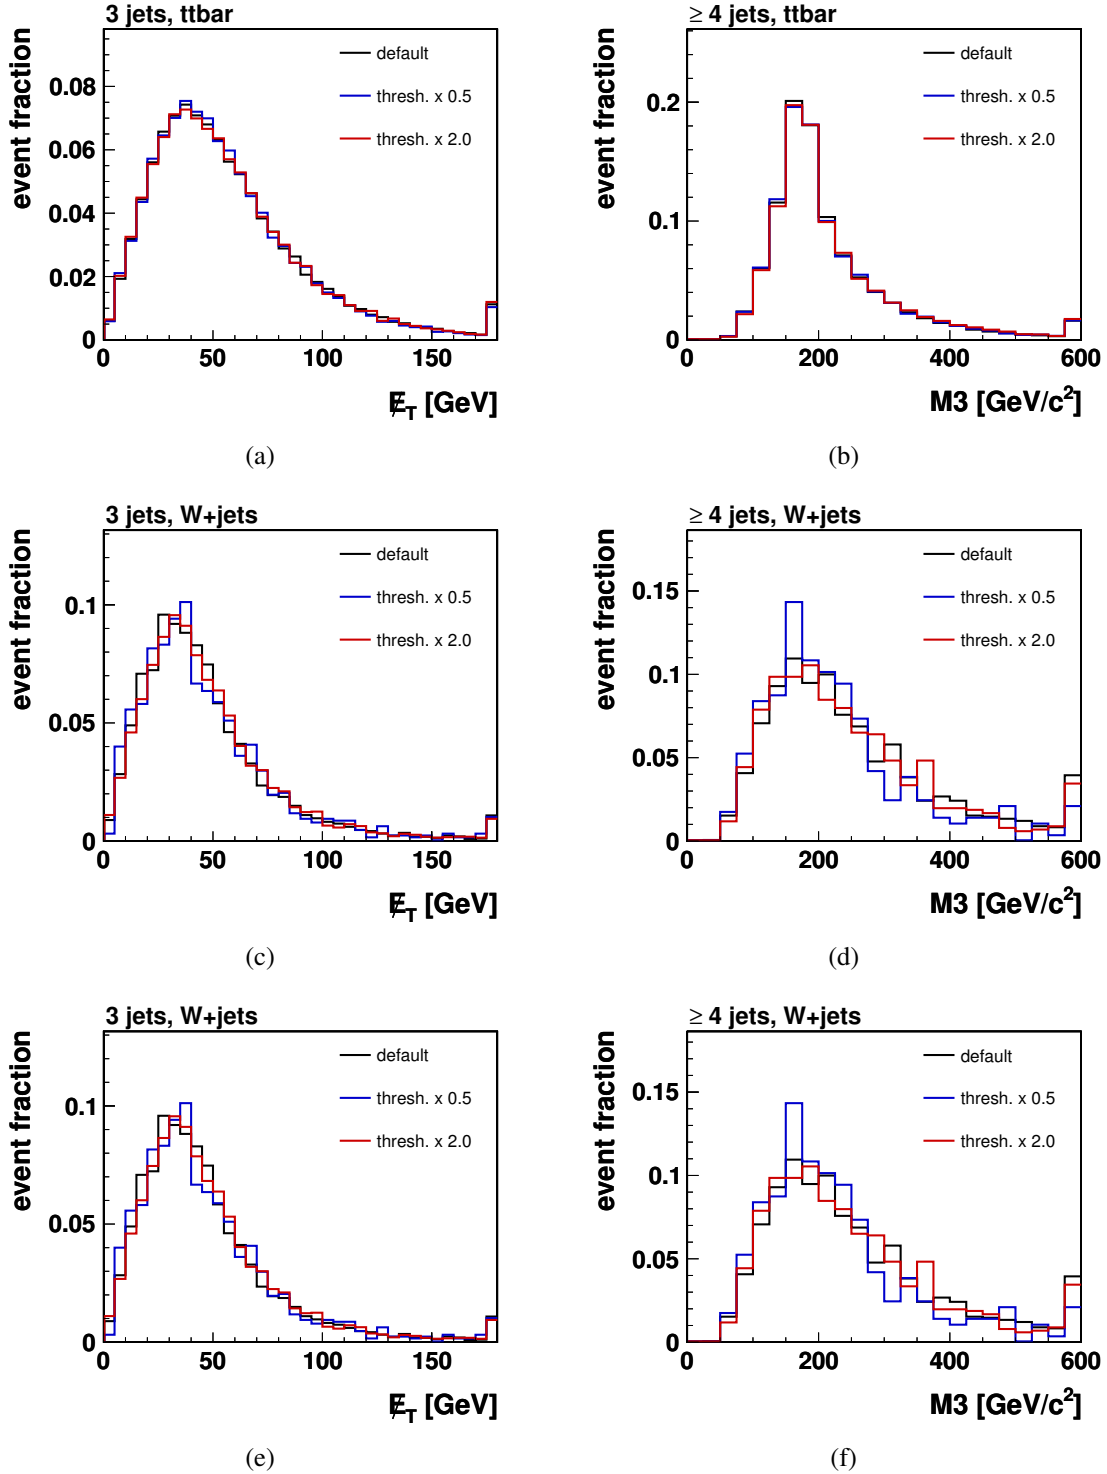 3 jets, ttbar
event fraction
default
thresh. x 0.5
thresh. x 2.0
0.08
0.06
0.04
0.02
0
0 50 100 150
E̸_T [GeV]
(a)
≥ 4 jets, ttbar
event fraction
default
thresh. x 0.5
thresh. x 2.0
0.2
0.1
0
0 200 400 600
M3 [GeV/c²]
(b)
3 jets, W+jets
event fraction
default
thresh. x 0.5
thresh. x 2.0
0.1
0.05
0
0 50 100 150
E̸_T [GeV]
(c)
≥ 4 jets, W+jets
event fraction
default
thresh. x 0.5
thresh. x 2.0
0.15
0.1
0.05
0
0 200 400 600
M3 [GeV/c²]
(d)
3 jets, W+jets
event fraction
default
thresh. x 0.5
thresh. x 2.0
0.1
0.05
0
0 50 100 150
E̸_T [GeV]
(e)
≥ 4 jets, W+jets
event fraction
default
thresh. x 0.5
thresh. x 2.0
0.15
0.1
0.05
0
0 200 400 600
M3 [GeV/c²]
(f)